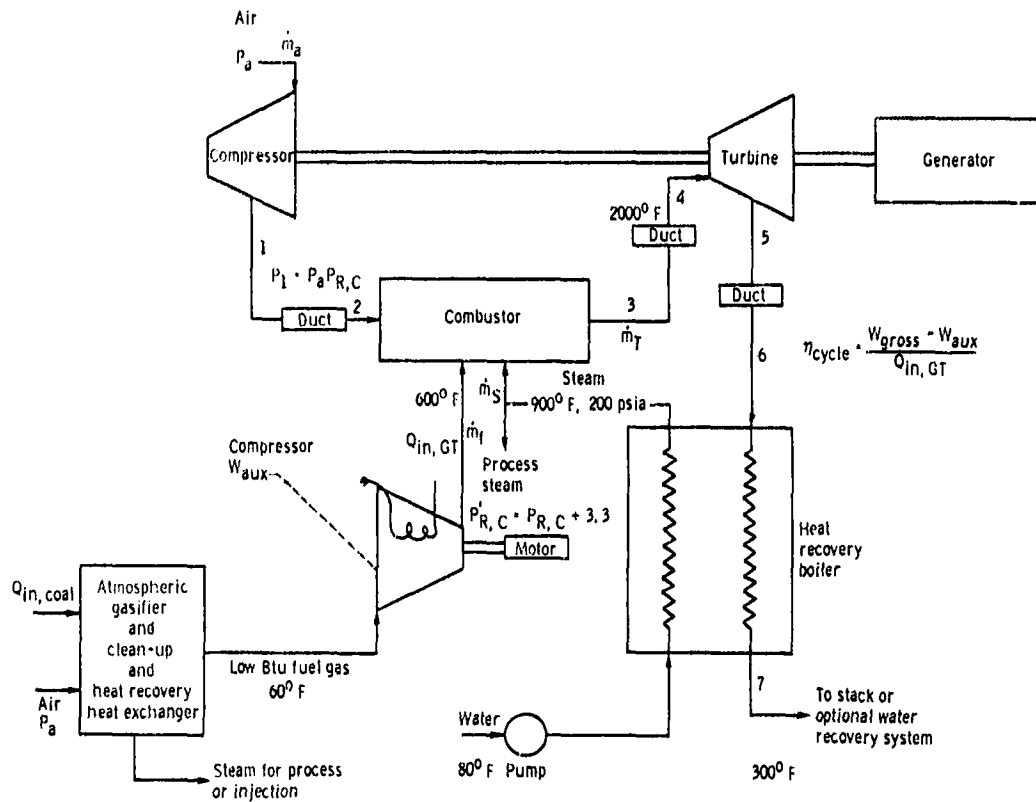 Air
P_a
ṁ_a
Compressor
Turbine
Generator
1
P_1 = P_a P_R,C
Duct
2
Combustor
3
ṁ_T
2000° F
Duct
4
5
Duct
6
η_cycle = (W_gross - W_aux) / Q_in, GT
600° F
ṁ_S
Steam
900° F, 200 psia
Q_in, GT
ṁ_f
Process
steam
Compressor
W_aux
P'_R, C = P_R, C + 3.3
Motor
Heat
recovery
boiler
Q_in, coal
Air
P_a
Atmospheric
gasifier
and
clean-up
and
heat recovery
heat exchanger
Low Btu fuel gas
60° F
Steam for process
or injection
Water
80° F
Pump
7
300° F
To stack or
optional water
recovery system